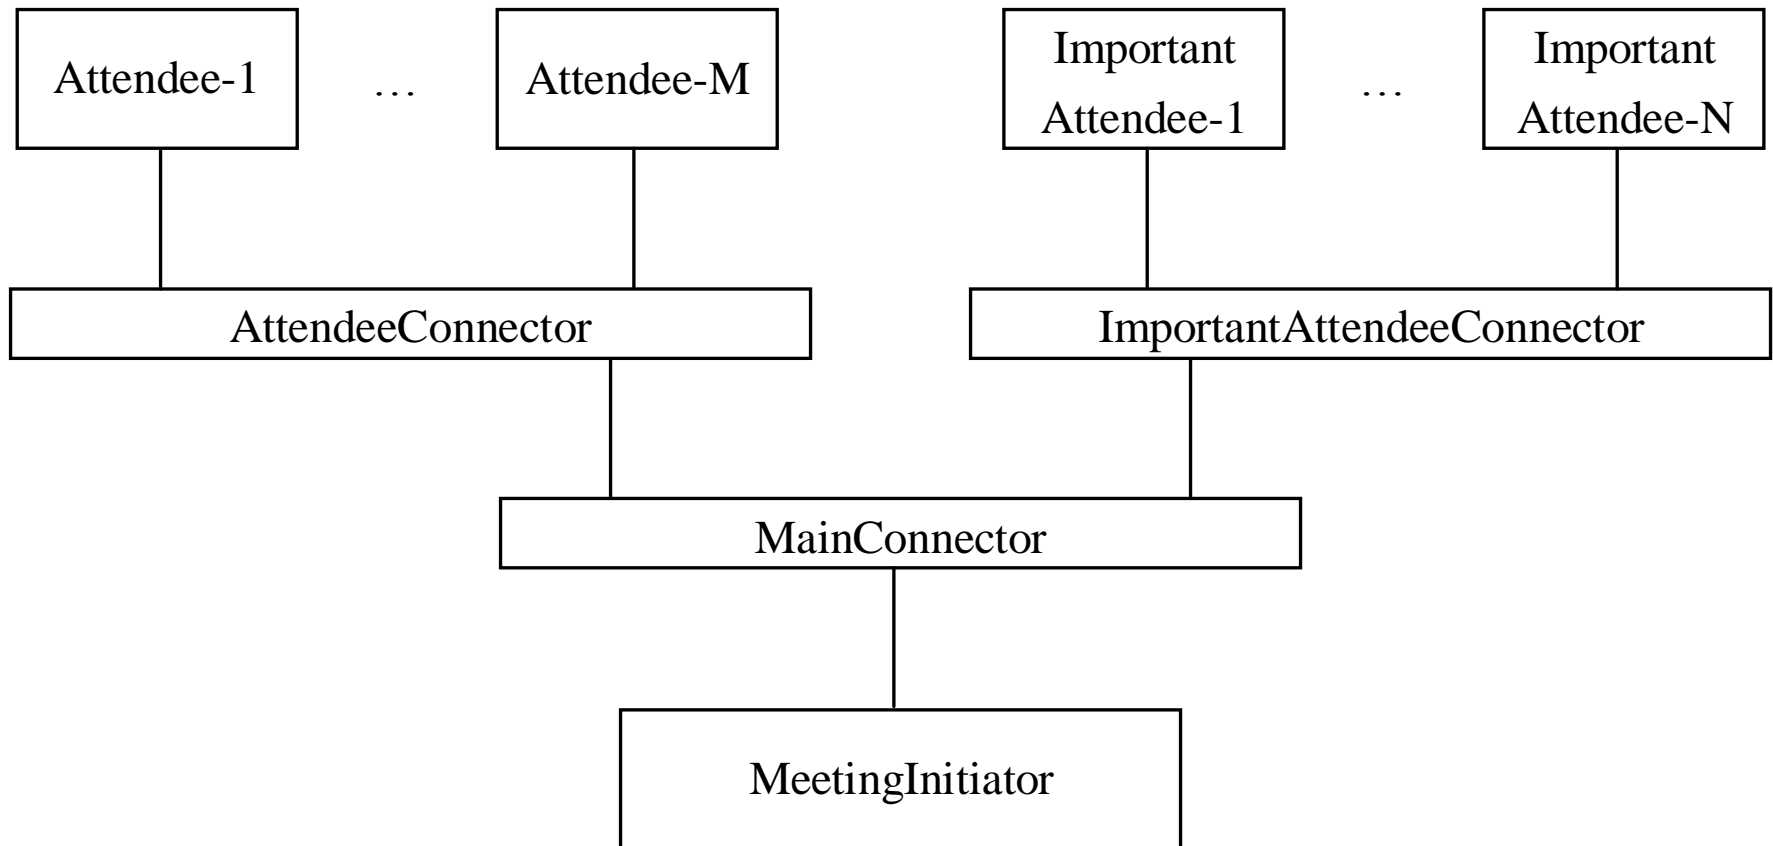 Attendee-1
…
Attendee-M
Important
Attendee-1
…
Important
Attendee-N
AttendeeConnector
ImportantAttendeeConnector
MainConnector
MeetingInitiator